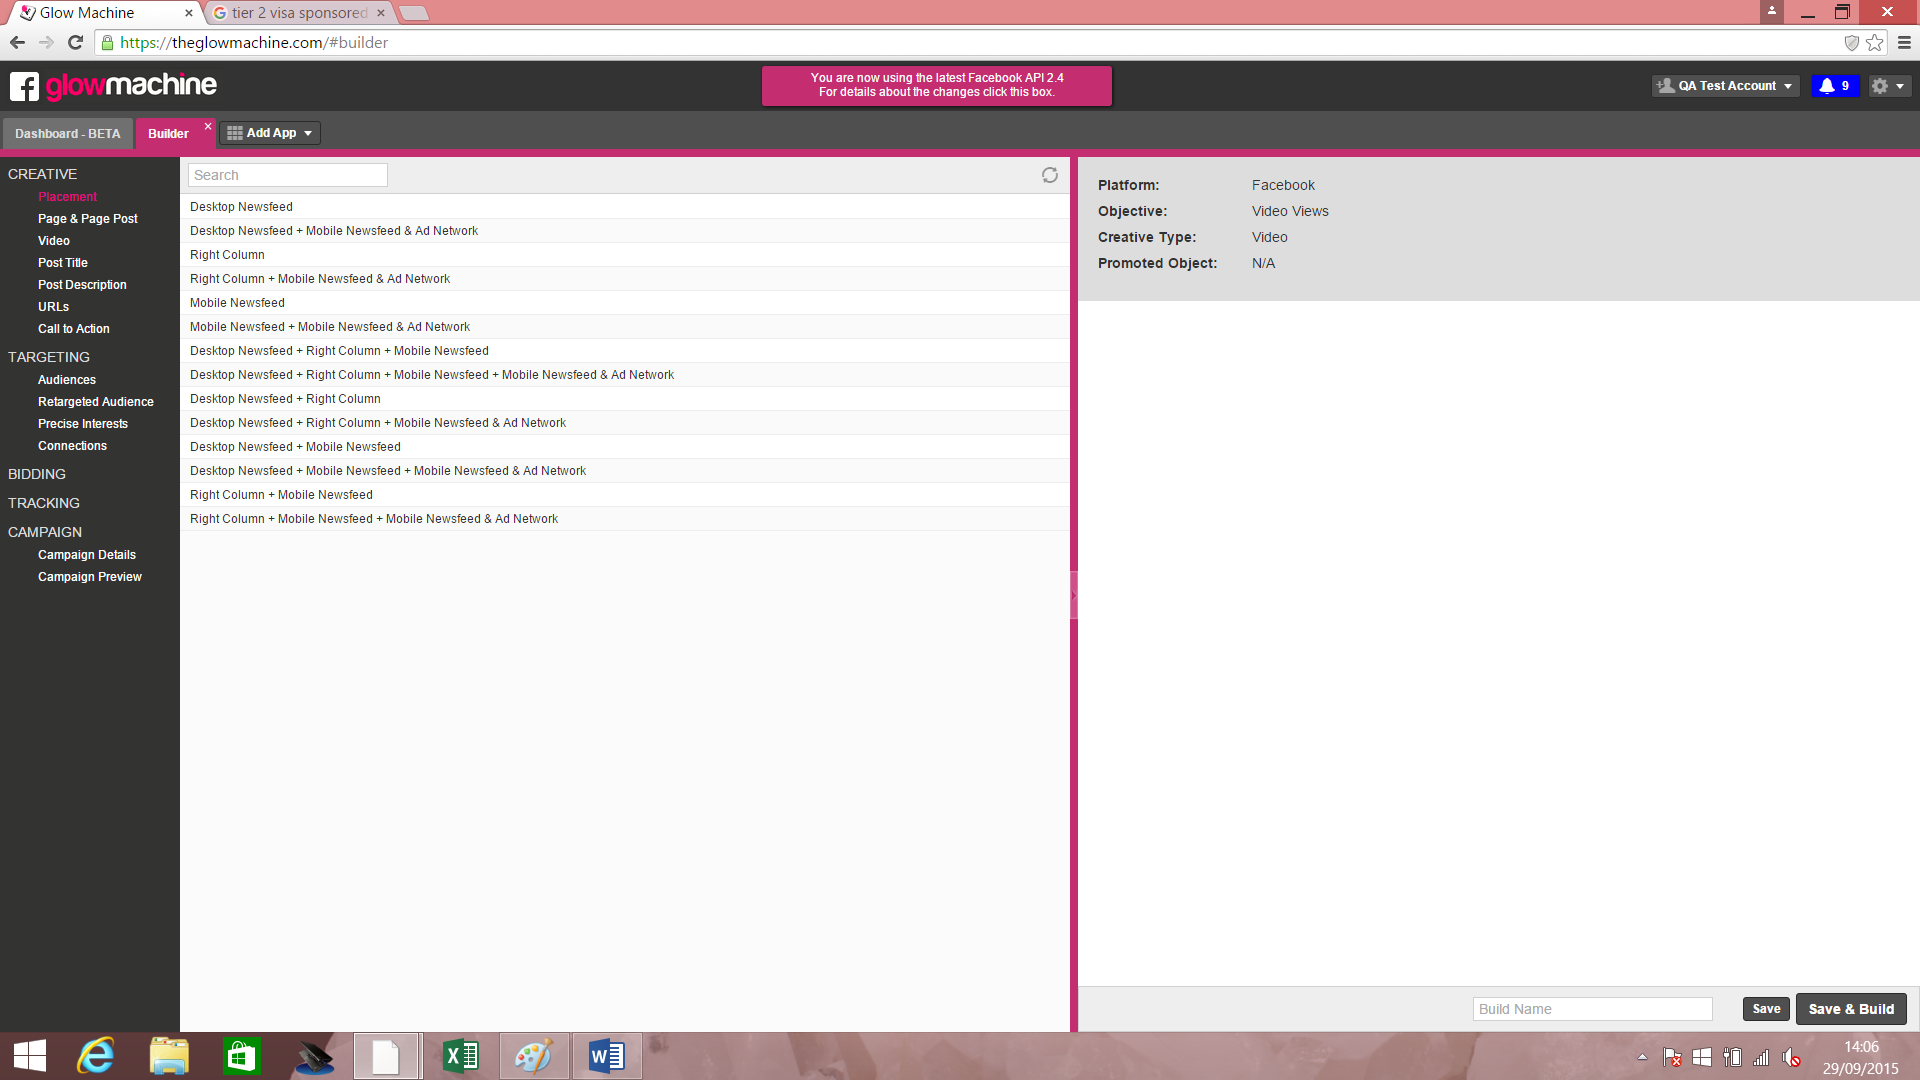 Glow Machine
tier 2 visa sponsored
https://theglowmachine.com/#builder
glowmachine
You are now using the latest Facebook API 2.4
For details about the changes click this box.
QA Test Account
9
Dashboard - BETA
Builder
Add App
CREATIVE
Placement
Page & Page Post
Video
Post Title
Post Description
URLs
Call to Action
TARGETING
Audiences
Retargeted Audience
Precise Interests
Connections
BIDDING
TRACKING
CAMPAIGN
Campaign Details
Campaign Preview
Search
Desktop Newsfeed
Desktop Newsfeed + Mobile Newsfeed & Ad Network
Right Column
Right Column + Mobile Newsfeed & Ad Network
Mobile Newsfeed
Mobile Newsfeed + Mobile Newsfeed & Ad Network
Desktop Newsfeed + Right Column + Mobile Newsfeed
Desktop Newsfeed + Right Column + Mobile Newsfeed + Mobile Newsfeed & Ad Network
Desktop Newsfeed + Right Column
Desktop Newsfeed + Right Column + Mobile Newsfeed & Ad Network
Desktop Newsfeed + Mobile Newsfeed
Desktop Newsfeed + Mobile Newsfeed + Mobile Newsfeed & Ad Network
Right Column + Mobile Newsfeed
Right Column + Mobile Newsfeed + Mobile Newsfeed & Ad Network
Platform: Facebook
Objective: Video Views
Creative Type: Video
Promoted Object: N/A
Build Name
Save
Save & Build
14:06
29/09/2015